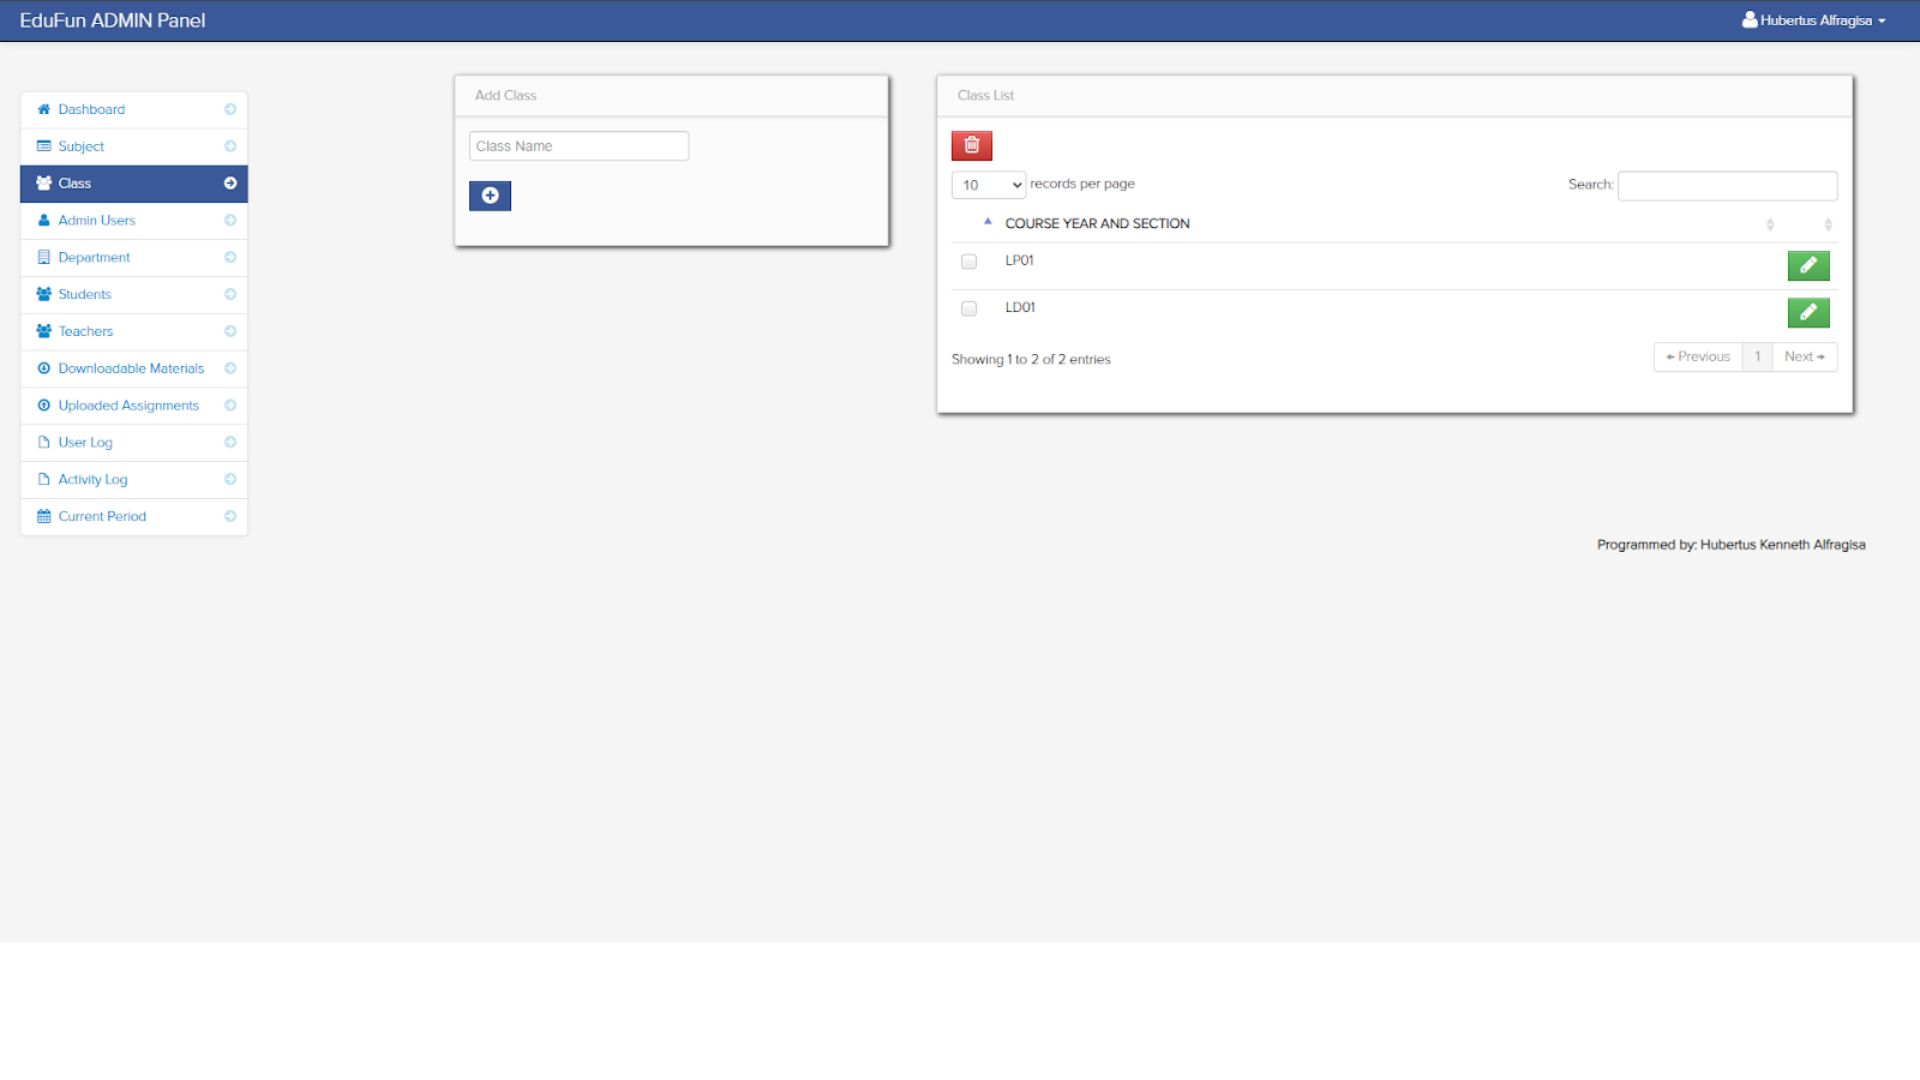 EduFun ADMIN Panel
Hubertus Alfragisa
Dashboard
Subject
Class
Admin Users
Department
Students
Teachers
Downloadable Materials
Uploaded Assignments
User Log
Activity Log
Current Period
Add Class
Class Name
Class List
10 records per page
Search:
COURSE YEAR AND SECTION
LP01
LD01
Showing 1 to 2 of 2 entries
← Previous 1 Next →
Programmed by: Hubertus Kenneth Alfragisa